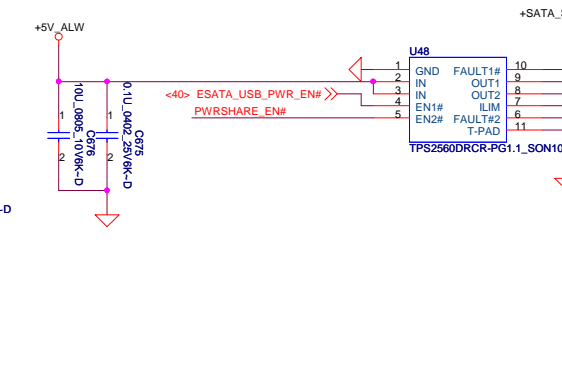 +SATA_
+5V_ALW
U48
1
GND
FAULT1#
10
2
IN
OUT1
9
3
IN
OUT2
8
4
EN1#
ILIM
7
5
EN2#
FAULT#2
6
T-PAD
11
TPS2560DRCR-PG1.1_SON10
<40> ESATA_USB_PWR_EN#
PWRSHARE_EN#
1
2
10U_0805_10V6K~D
C676
1
2
0.1U_0402_25V6K~D
C675
~D